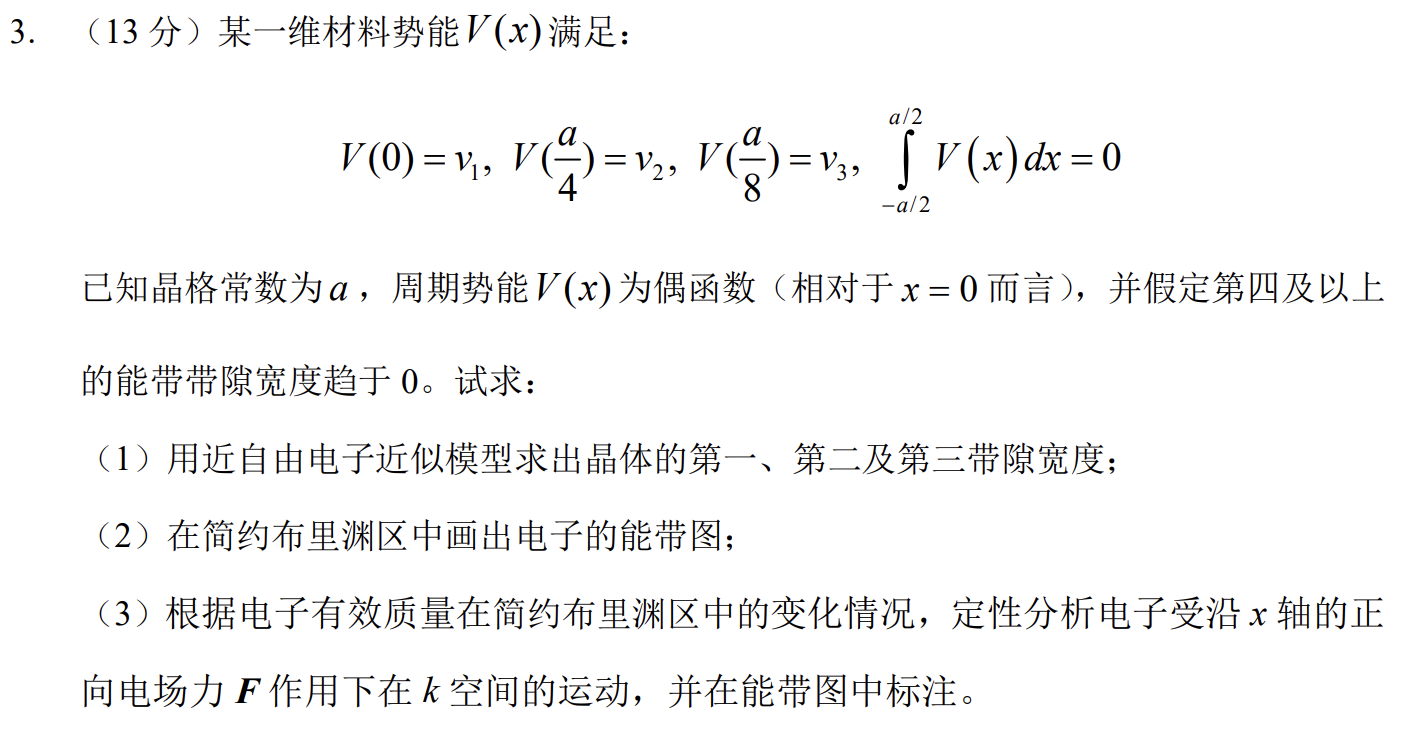 3. （13 分）某一维材料势能V(x)满足：
V(0) = v₁, V(a/4) = v₂, V(a/8) = v₃, ∫_{-a/2}^{a/2} V(x)dx = 0
已知晶格常数为a，周期势能V(x)为偶函数（相对于 x = 0 而言），并假定第四及以上
的能带带隙宽度趋于 0。试求：
（1）用近自由电子近似模型求出晶体的第一、第二及第三带隙宽度；
（2）在简约布里渊区中画出电子的能带图；
（3）根据电子有效质量在简约布里渊区中的变化情况，定性分析电子受沿 x 轴的正
向电场力 F 作用下在 k 空间的运动，并在能带图中标注。